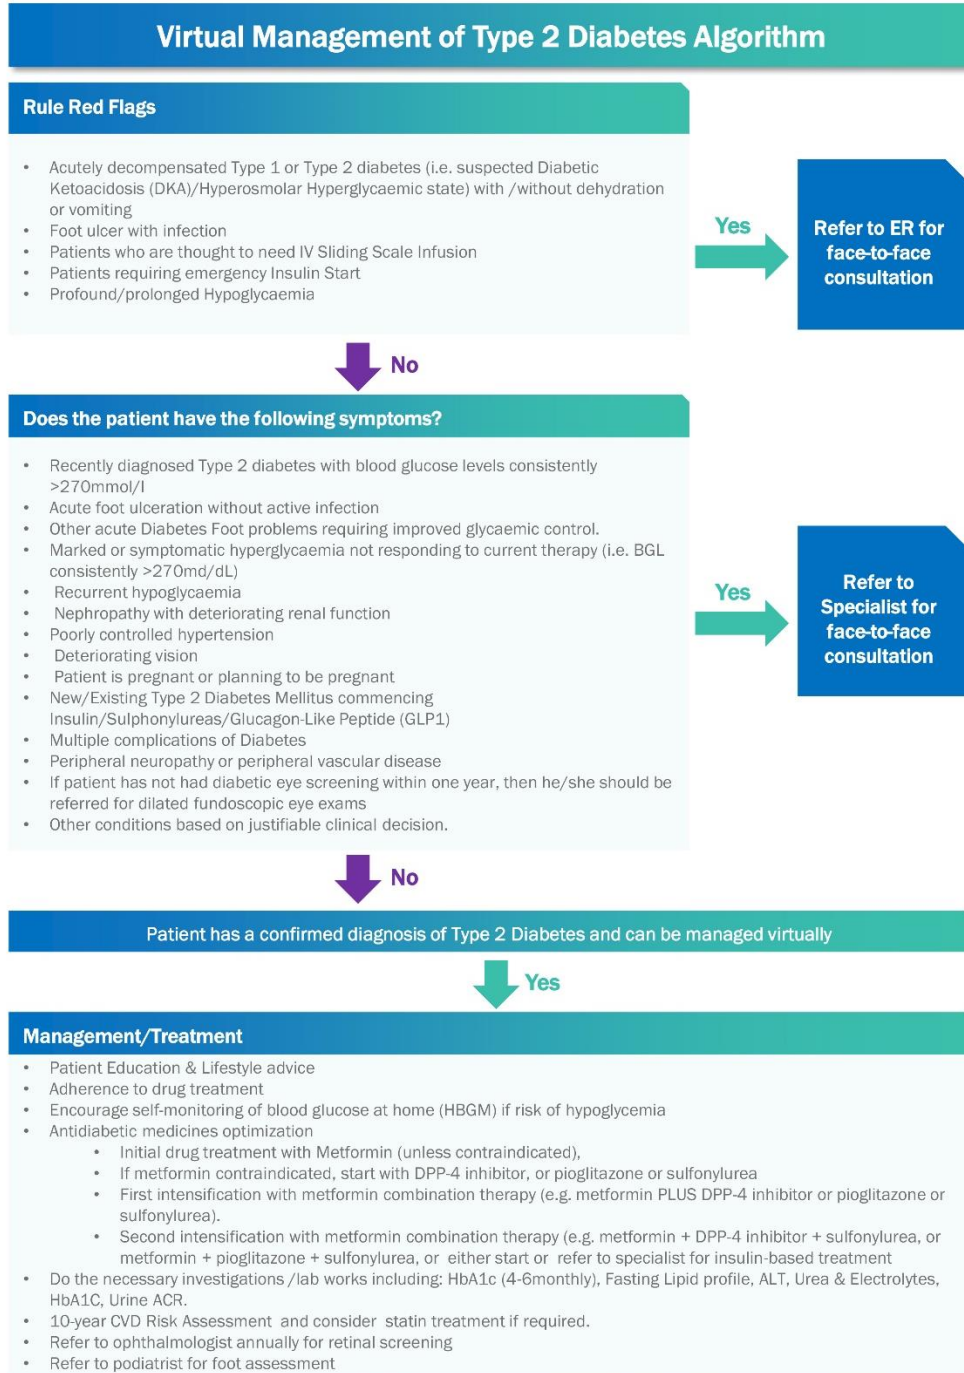 Virtual Management of Type 2 Diabetes Algorithm
Rule Red Flags
• Acutely decompensated Type 1 or Type 2 diabetes (i.e. suspected Diabetic
Ketoacidosis (DKA)/Hyperosmolar Hyperglycaemic state) with /without dehydration
or vomiting
• Foot ulcer with infection
• Patients who are thought to need IV Sliding Scale Infusion
• Patients requiring emergency Insulin Start
• Profound/prolonged Hypoglycaemia
Yes
Refer to ER for
face-to-face
consultation
No
Does the patient have the following symptoms?
• Recently diagnosed Type 2 diabetes with blood glucose levels consistently
>270mmol/l
• Acute foot ulceration without active infection
• Other acute Diabetes Foot problems requiring improved glycaemic control.
• Marked or symptomatic hyperglycaemia not responding to current therapy (i.e. BGL
consistently >270md/dL)
• Recurrent hypoglycaemia
• Nephropathy with deteriorating renal function
• Poorly controlled hypertension
• Deteriorating vision
• Patient is pregnant or planning to be pregnant
• New/Existing Type 2 Diabetes Mellitus commencing
Insulin/Sulphonylureas/Glucagon-Like Peptide (GLP1)
• Multiple complications of Diabetes
• Peripheral neuropathy or peripheral vascular disease
• If patient has not had diabetic eye screening within one year, then he/she should be
referred for dilated fundoscopic eye exams
• Other conditions based on justifiable clinical decision.
Yes
Refer to
Specialist for
face-to-face
consultation
No
Patient has a confirmed diagnosis of Type 2 Diabetes and can be managed virtually
Yes
Management/Treatment
• Patient Education & Lifestyle advice
• Adherence to drug treatment
• Encourage self-monitoring of blood glucose at home (HBGM) if risk of hypoglycemia
• Antidiabetic medicines optimization
• Initial drug treatment with Metformin (unless contraindicated),
• If metformin contraindicated, start with DPP-4 inhibitor, or pioglitazone or sulfonylurea
• First intensification with metformin combination therapy (e.g. metformin PLUS DPP-4 inhibitor or pioglitazone or
sulfonylurea).
• Second intensification with metformin combination therapy (e.g. metformin + DPP-4 inhibitor + sulfonylurea, or
metformin + pioglitazone + sulfonylurea, or either start or refer to specialist for insulin-based treatment
• Do the necessary investigations /lab works including: HbA1c (4-6monthly), Fasting Lipid profile, ALT, Urea & Electrolytes,
HbA1C, Urine ACR.
• 10-year CVD Risk Assessment and consider statin treatment if required.
• Refer to ophthalmologist annually for retinal screening
• Refer to podiatrist for foot assessment